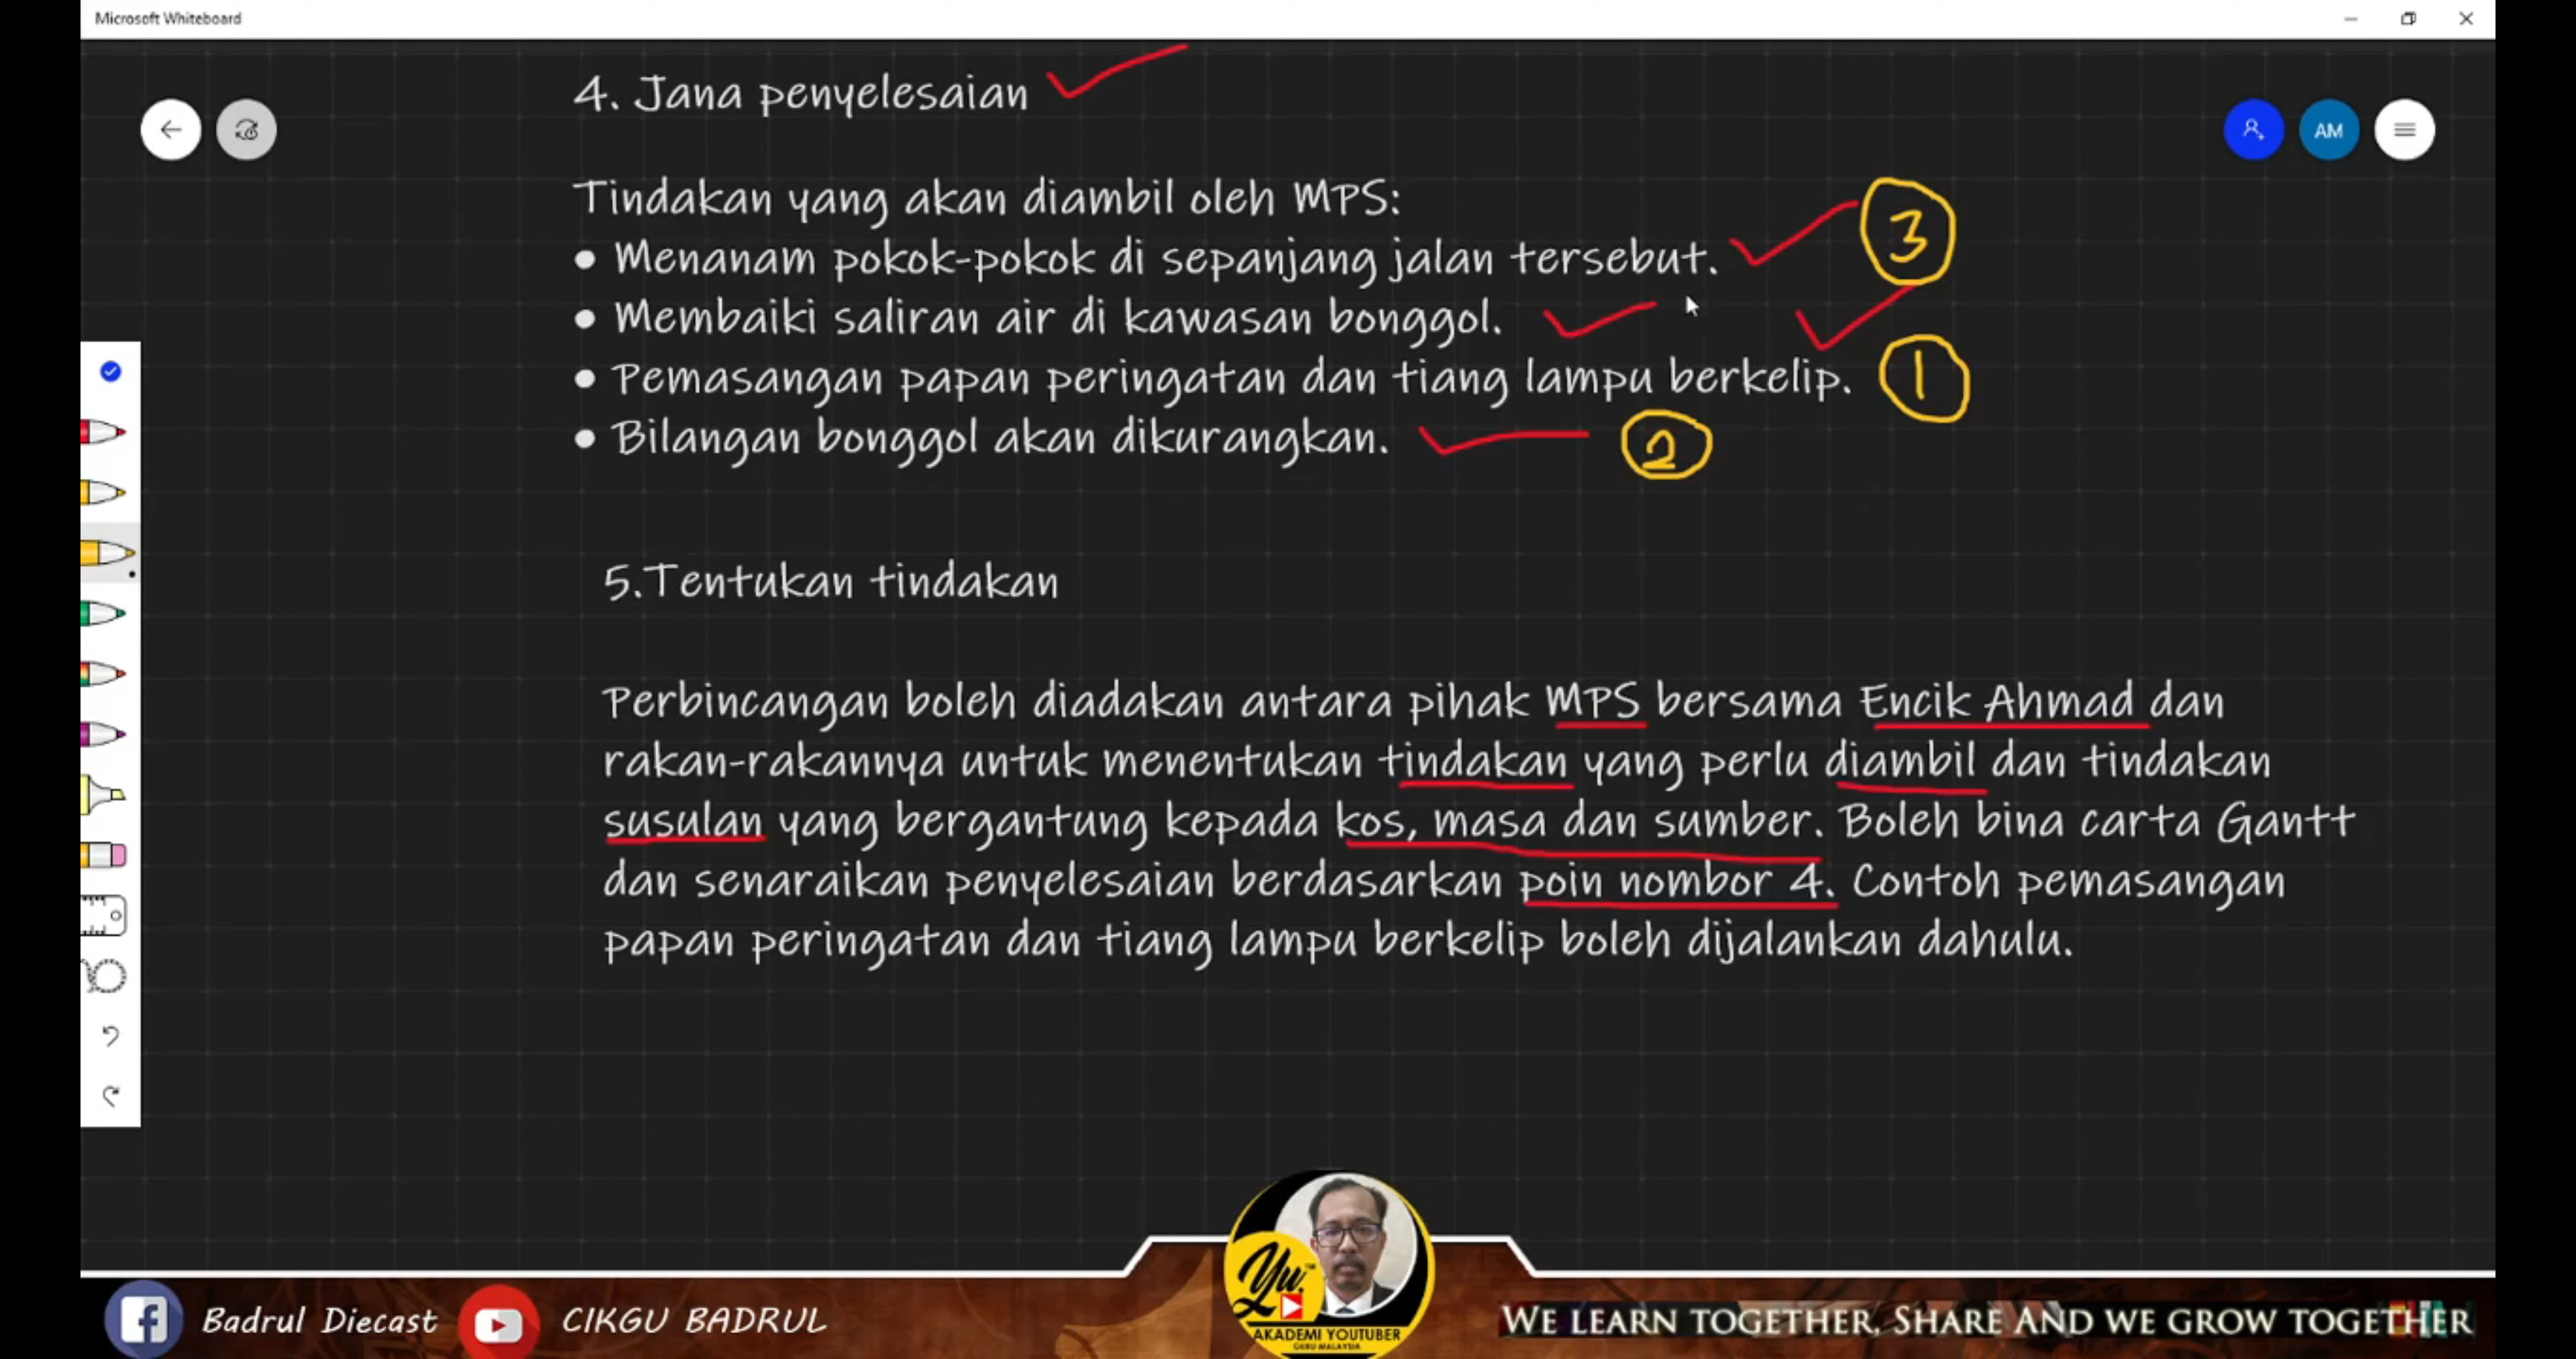 Microsoft Whiteboard
4. Jana penyelesaian
AM
Tindakan yang akan diambil oleh MPS:
• Menanam pokok-pokok di sepanjang jalan tersebut. 3
• Membaiki saliran air di kawasan bonggol.
• Pemasangan papan peringatan dan tiang lampu berkelip. 1
• Bilangan bonggol akan dikurangkan. 2
5.Tentukan tindakan
Perbincangan boleh diadakan antara pihak MPS bersama Encik Ahmad dan
rakan-rakannya untuk menentukan tindakan yang perlu diambil dan tindakan
susulan yang bergantung kepada kos, masa dan sumber. Boleh bina carta Gantt
dan senaraikan penyelesaian berdasarkan poin nombor 4. Contoh pemasangan
papan peringatan dan tiang lampu berkelip boleh dijalankan dahulu.
Badrul Diecast
CIKGU BADRUL
Yu
AKADEMI YOUTUBER
GURU MALAYSIA
WE LEARN TOGETHER, SHARE AND WE GROW TOGETHER